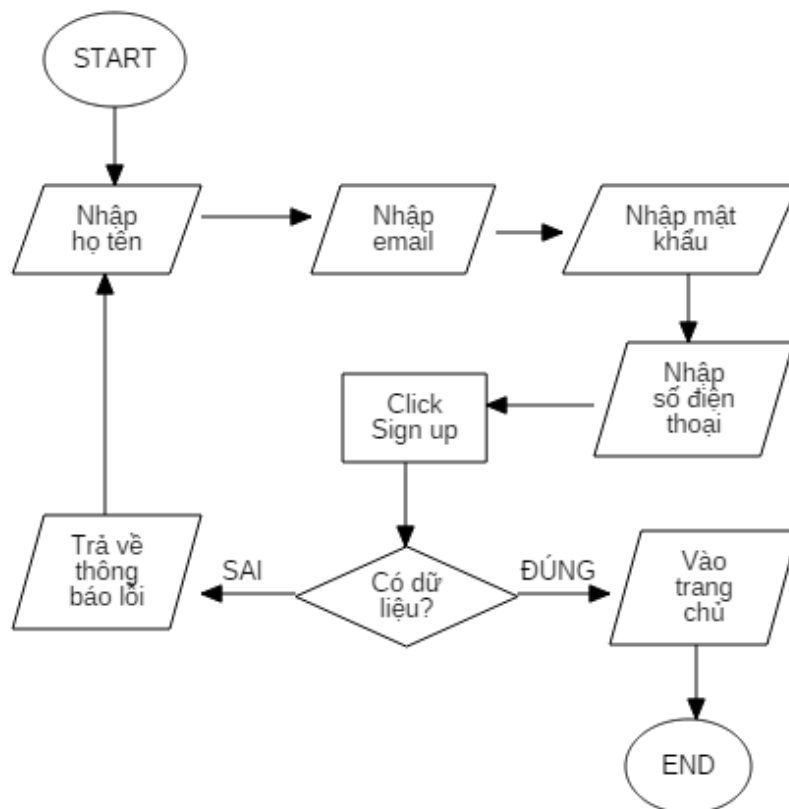 START
Nhập
họ tên
Nhập
email
Nhập mật
khẩu
Nhập
số điện
thoại
Click
Sign up
Có dữ
liệu?
SAI
Trả về
thông
báo lỗi
ĐÚNG
Vào
trang
chủ
END